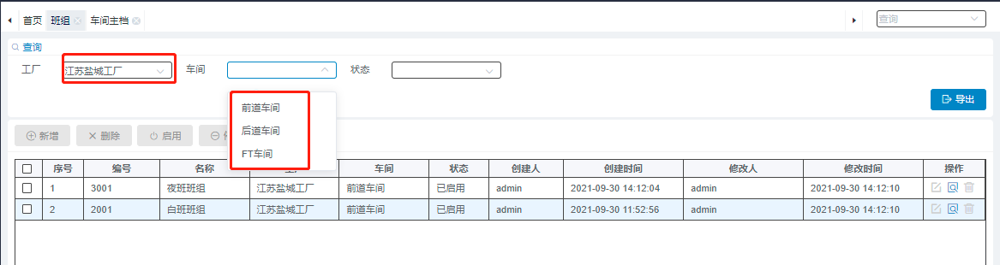 首页 班组 车间主档 查询
查询
工厂 江苏盐城工厂 车间 状态
导出
前道车间
后道车间
FT车间
新增 删除 启用
序号 编号 名称 车间 状态 创建人 创建时间 修改人 修改时间 操作
1 3001 夜班班组 江苏盐城工厂 前道车间 已启用 admin 2021-09-30 14:12:04 admin 2021-09-30 14:12:10
2 2001 白班班组 江苏盐城工厂 前道车间 已启用 admin 2021-09-30 11:52:56 admin 2021-09-30 14:12:10